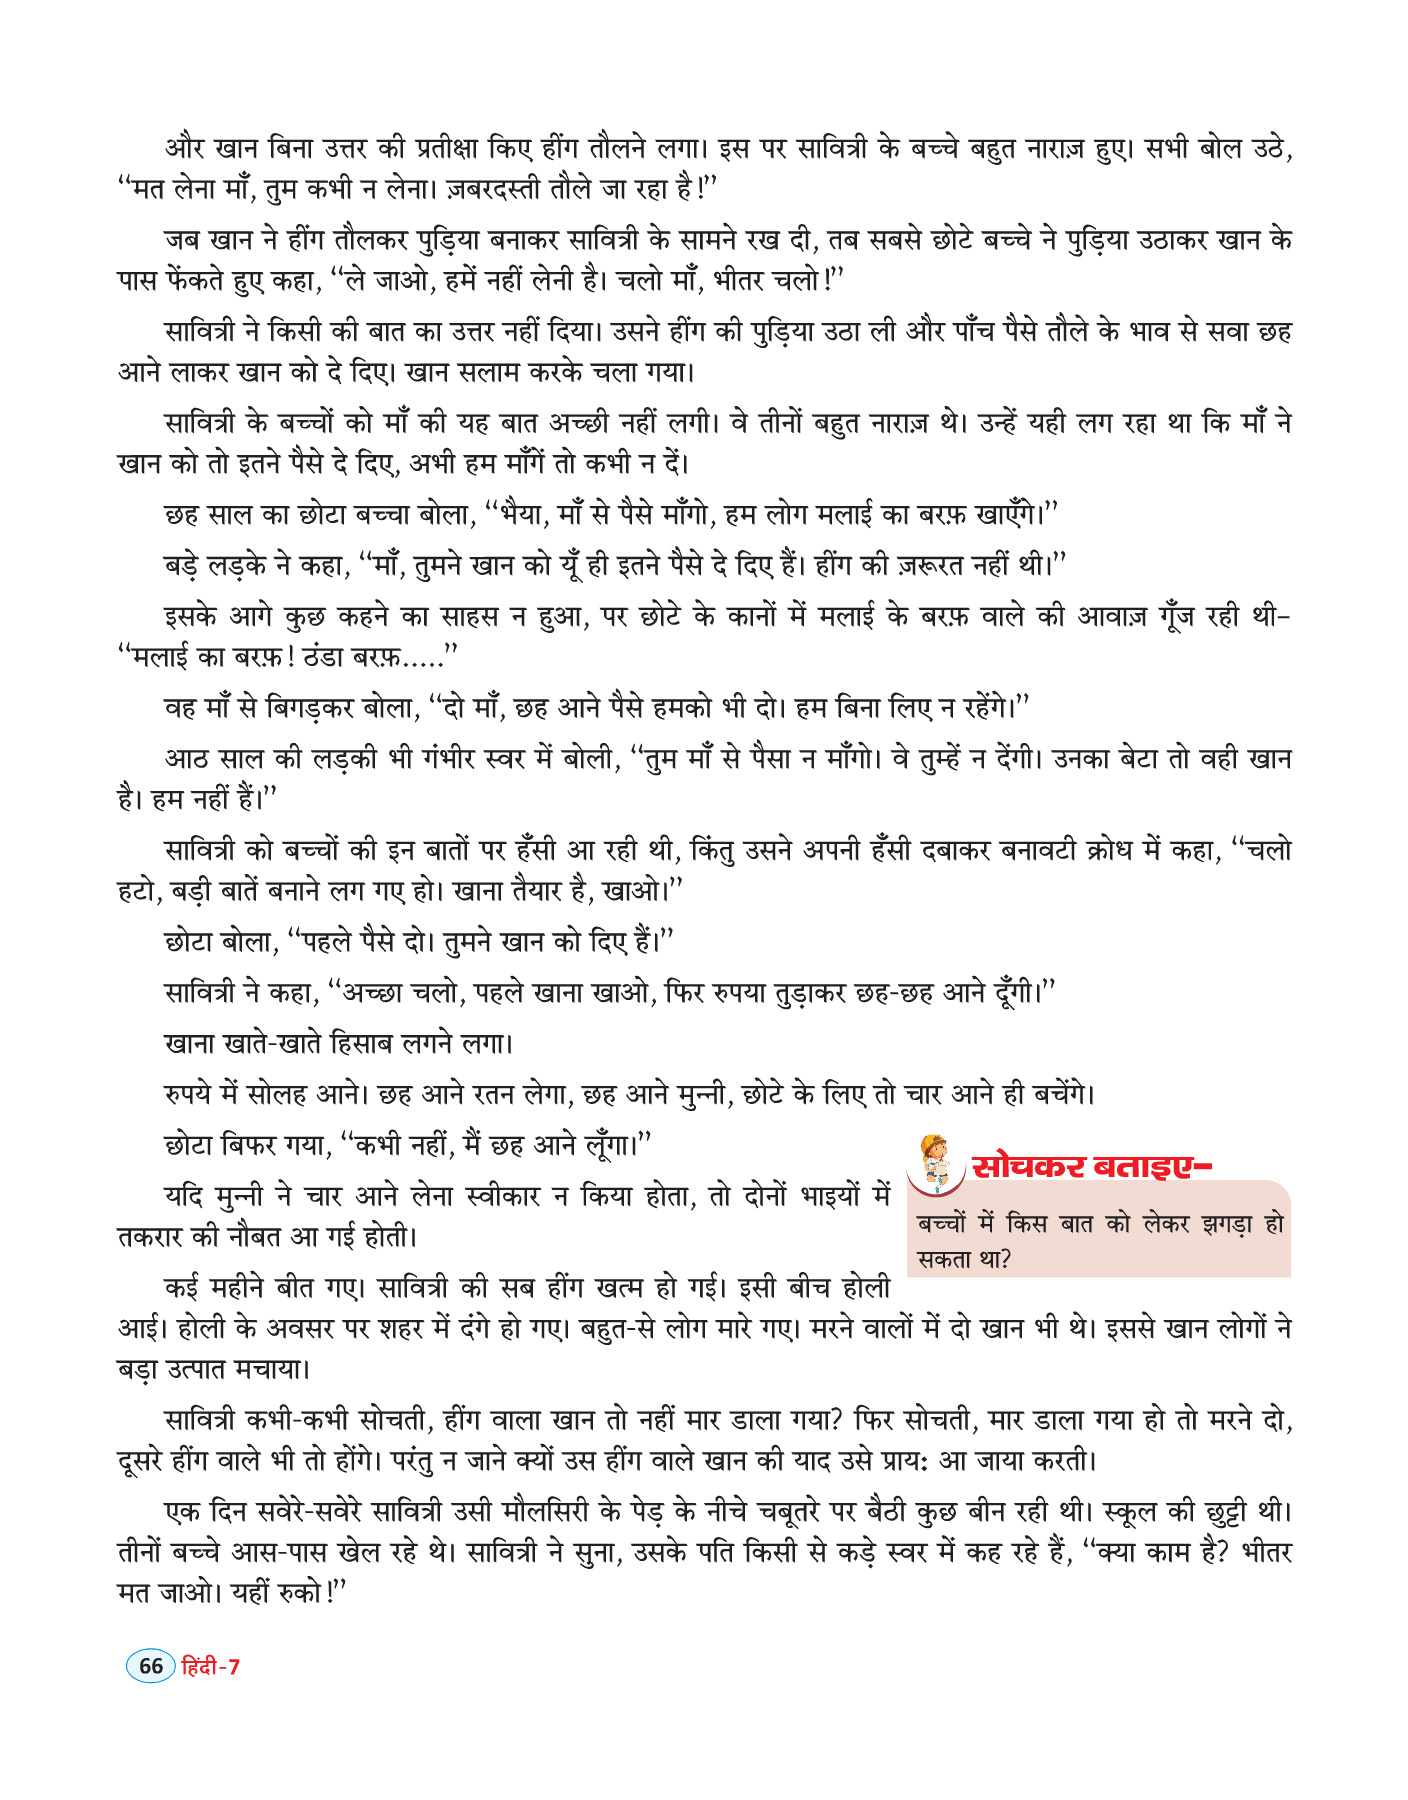 और खान बिना उत्तर की प्रतीक्षा किए हींग तौलने लगा। इस पर सावित्री के बच्चे बहुत नाराज़ हुए। सभी बोल उठे,
“मत लेना माँ, तुम कभी न लेना। ज़बरदस्ती तौले जा रहा है!”
जब खान ने हींग तौलकर पुड़िया बनाकर सावित्री के सामने रख दी, तब सबसे छोटे बच्चे ने पुड़िया उठाकर खान के
पास फेंकते हुए कहा, “ले जाओ, हमें नहीं लेनी है। चलो माँ, भीतर चलो!”
सावित्री ने किसी की बात का उत्तर नहीं दिया। उसने हींग की पुड़िया उठा ली और पाँच पैसे तौले के भाव से सवा छह
आने लाकर खान को दे दिए। खान सलाम करके चला गया।
सावित्री के बच्चों को माँ की यह बात अच्छी नहीं लगी। वे तीनों बहुत नाराज़ थे। उन्हें यही लग रहा था कि माँ ने
खान को तो इतने पैसे दे दिए, अभी हम माँगें तो कभी न दें।
छह साल का छोटा बच्चा बोला, “भैया, माँ से पैसे माँगो, हम लोग मलाई का बरफ़ खाएँगे।”
बड़े लड़के ने कहा, “माँ, तुमने खान को यूँ ही इतने पैसे दे दिए हैं। हींग की ज़रूरत नहीं थी।”
इसके आगे कुछ कहने का साहस न हुआ, पर छोटे के कानों में मलाई के बरफ़ वाले की आवाज़ गूँज रही थी–
“मलाई का बरफ़! ठंडा बरफ़.....”
वह माँ से बिगड़कर बोला, “दो माँ, छह आने पैसे हमको भी दो। हम बिना लिए न रहेंगे।”
आठ साल की लड़की भी गंभीर स्वर में बोली, “तुम माँ से पैसा न माँगो। वे तुम्हें न देंगी। उनका बेटा तो वही खान
है। हम नहीं हैं।”
सावित्री को बच्चों की इन बातों पर हँसी आ रही थी, किंतु उसने अपनी हँसी दबाकर बनावटी क्रोध में कहा, “चलो
हटो, बड़ी बातें बनाने लग गए हो। खाना तैयार है, खाओ।”
छोटा बोला, “पहले पैसे दो। तुमने खान को दिए हैं।”
सावित्री ने कहा, “अच्छा चलो, पहले खाना खाओ, फिर रुपया तुड़ाकर छह-छह आने दूँगी।”
खाना खाते-खाते हिसाब लगने लगा।
रुपये में सोलह आने। छह आने रतन लेगा, छह आने मुन्नी, छोटे के लिए तो चार आने ही बचेंगे।
छोटा बिफर गया, “कभी नहीं, मैं छह आने लूँगा।”
यदि मुन्नी ने चार आने लेना स्वीकार न किया होता, तो दोनों भाइयों में
तकरार की नौबत आ गई होती।
सोचकर बताइए–
बच्चों में किस बात को लेकर झगड़ा हो
सकता था?
कई महीने बीत गए। सावित्री की सब हींग खत्म हो गई। इसी बीच होली
आई। होली के अवसर पर शहर में दंगे हो गए। बहुत-से लोग मारे गए। मरने वालों में दो खान भी थे। इससे खान लोगों ने
बड़ा उत्पात मचाया।
सावित्री कभी-कभी सोचती, हींग वाला खान तो नहीं मार डाला गया? फिर सोचती, मार डाला गया हो तो मरने दो,
दूसरे हींग वाले भी तो होंगे। परंतु न जाने क्यों उस हींग वाले खान की याद उसे प्रायः आ जाया करती।
एक दिन सवेरे-सवेरे सावित्री उसी मौलसिरी के पेड़ के नीचे चबूतरे पर बैठी कुछ बीन रही थी। स्कूल की छुट्टी थी।
तीनों बच्चे आस-पास खेल रहे थे। सावित्री ने सुना, उसके पति किसी से कड़े स्वर में कह रहे हैं, “क्या काम है? भीतर
मत जाओ। यहीं रुको!”
66 हिंदी-7